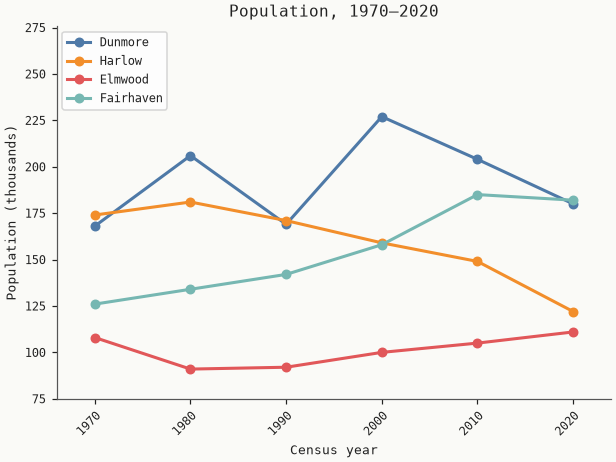 Population, 1970–2020
Dunmore
Harlow
Elmwood
Fairhaven
Population (thousands)
275
250
225
200
175
150
125
100
75
1970
1980
1990
2000
2010
2020
Census year